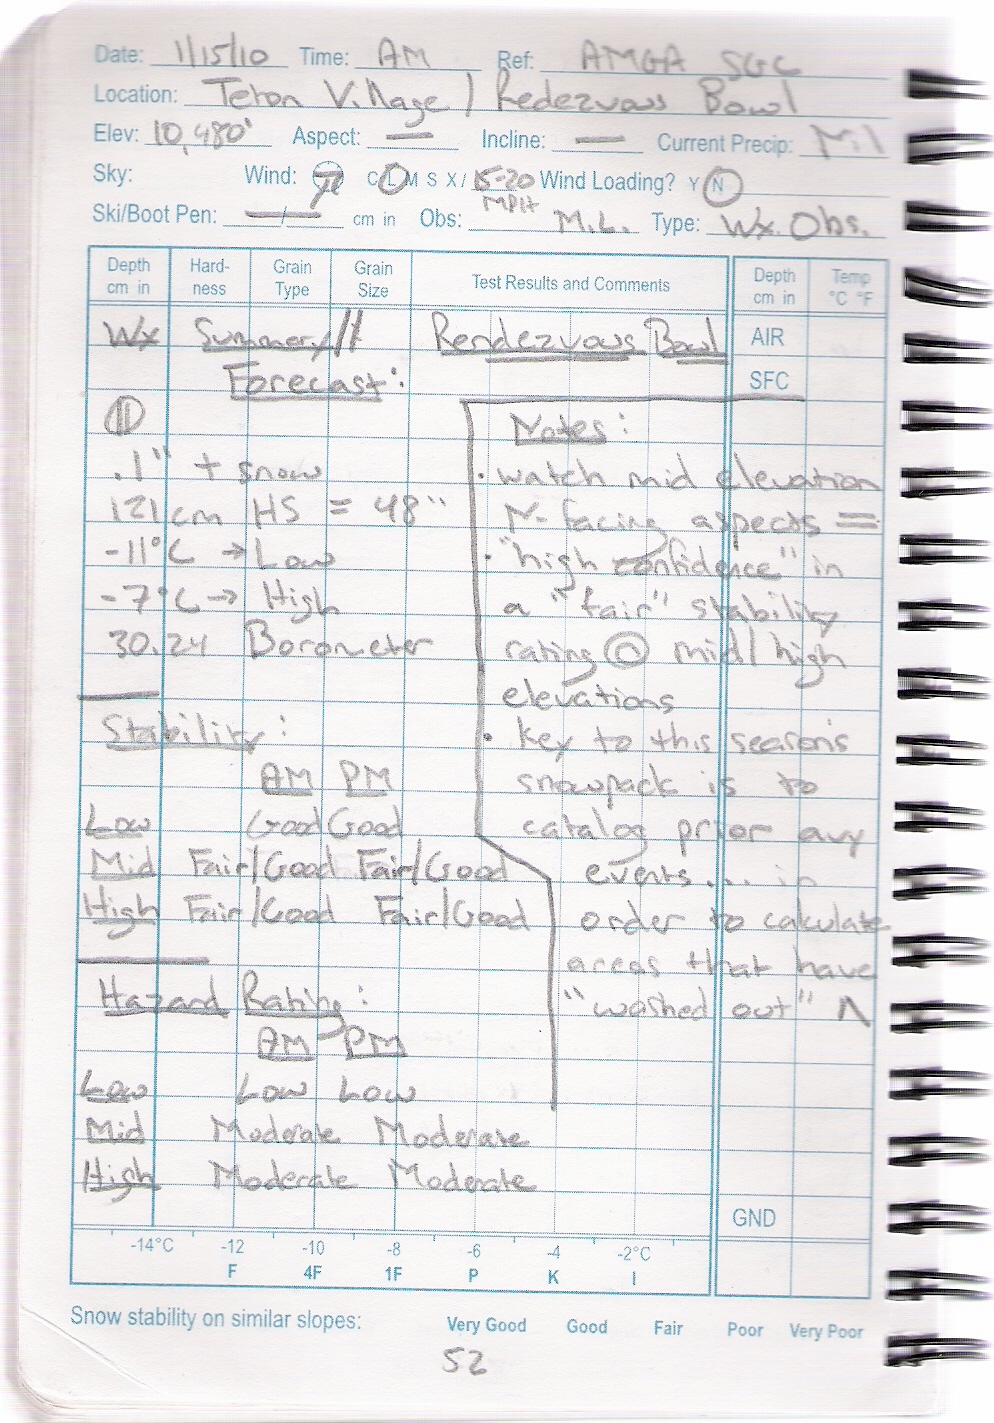 Date: 1/15/10 Time: AM Ref: AMGA SGC
Location: Teton Village / Redezvous Bowl
Elev: 10,480' Aspect: — Incline: — Current Precip: Nil
Sky: Wind: C L M S X / 15-20 MPH Wind Loading? Y N
Ski/Boot Pen: —/— cm in Obs: M.L. Type: Wx. Obs.
Depth cm in Hard-ness Grain Type Grain Size Test Results and Comments Depth cm in Temp °C °F
Wx Summary // Rendezvous Bowl AIR
Forecast: SFC
Notes:
.1" + snow
121 cm HS = 48"
-11°C → Low
-7°C → High
30.24 Barometer
• watch mid elevation
N-facing aspects =
• "high confidence" in
a "fair" stability
rating @ mid/high
elevations
• key to this season's
snowpack is to
catalog prior avy
events... in
order to calculate
areas that have
"washed out" Λ
Stability:
AM PM
Low Good Good
Mid Fair/Good Fair/Good
High Fair/Good Fair/Good
Hazard Rating:
AM PM
Low Low Low
Mid Moderate Moderate
High Moderate Moderate
GND
-14°C -12 -10 -8 -6 -4 -2°C
F 4F 1F P K I
Snow stability on similar slopes: Very Good Good Fair Poor Very Poor
52